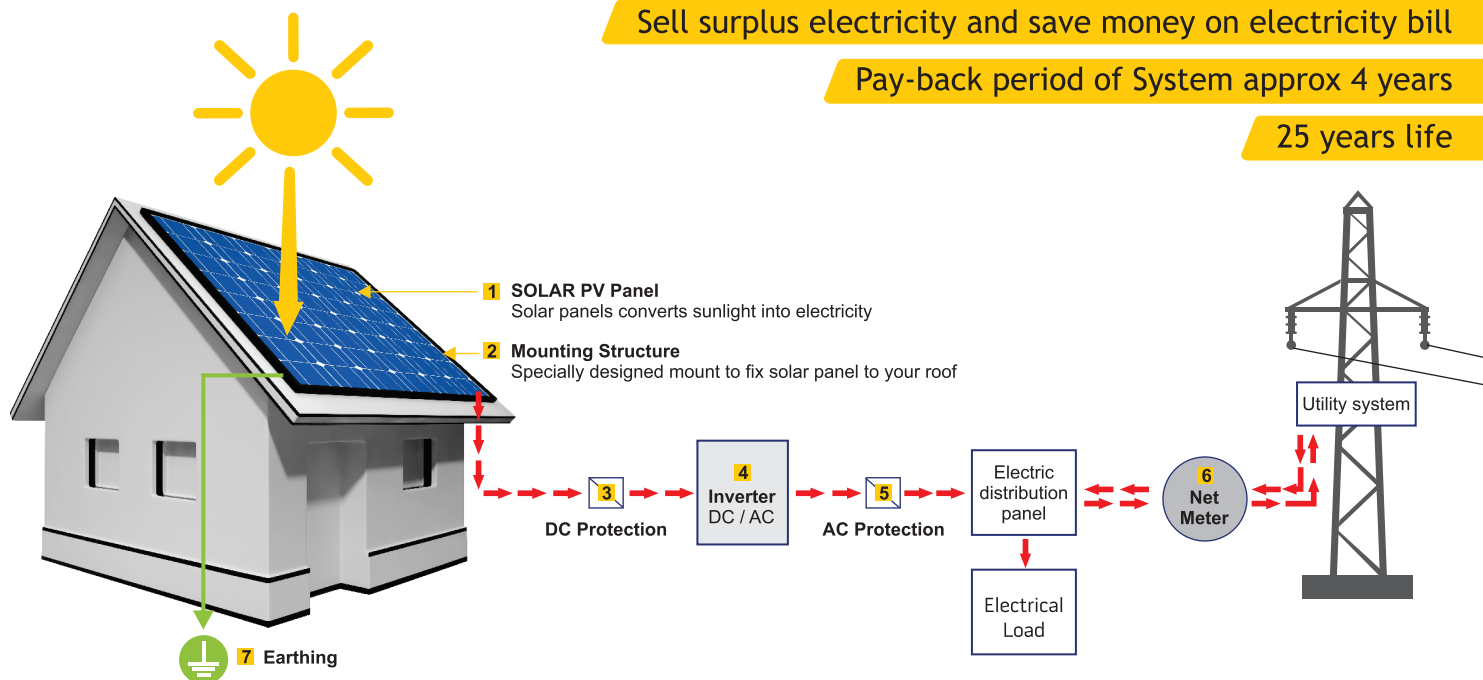 Sell surplus electricity and save money on electricity bill
Pay-back period of System approx 4 years
25 years life
1 SOLAR PV Panel
Solar panels converts sunlight into electricity
2 Mounting Structure
Specially designed mount to fix solar panel to your roof
3
DC Protection
4
Inverter
DC / AC
5
AC Protection
Electric
distribution
panel
Electrical
Load
6
Net
Meter
Utility system
7 Earthing